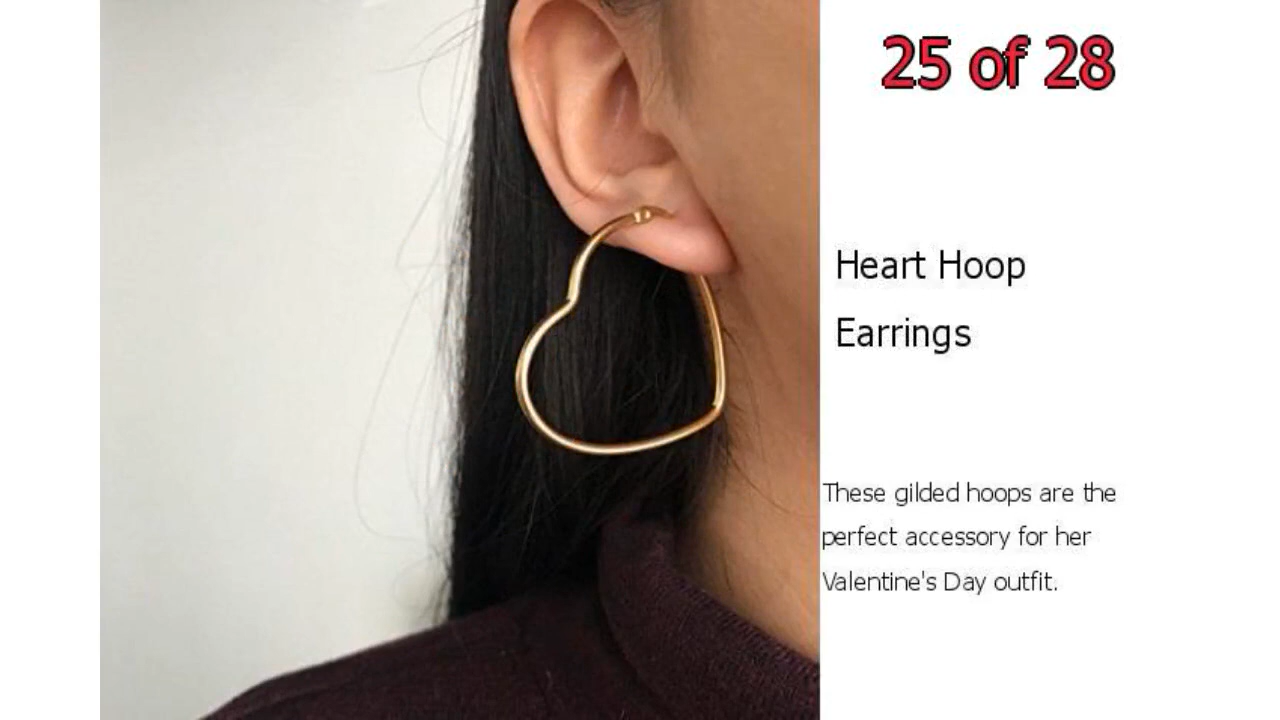 25 of 28
Heart Hoop
Earrings
These gilded hoops are the
perfect accessory for her
Valentine's Day outfit.